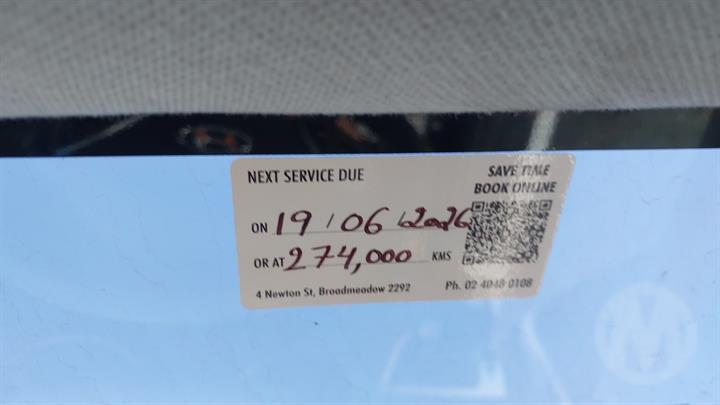 NEXT SERVICE DUE
SAVE TIME
BOOK ONLINE
ON 19/06/2026
OR AT 274,000 KMS
4 Newton St, Broadmeadow 2292 Ph. 02 4048 0108
M